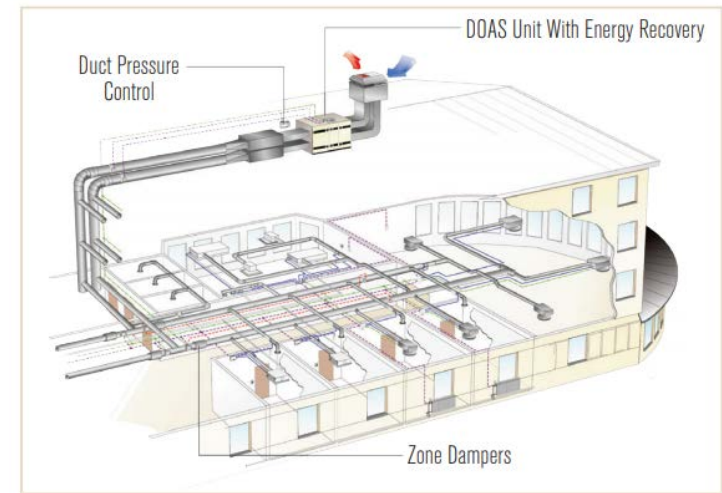 DOAS Unit With Energy Recovery
Duct Pressure
Control
Zone Dampers